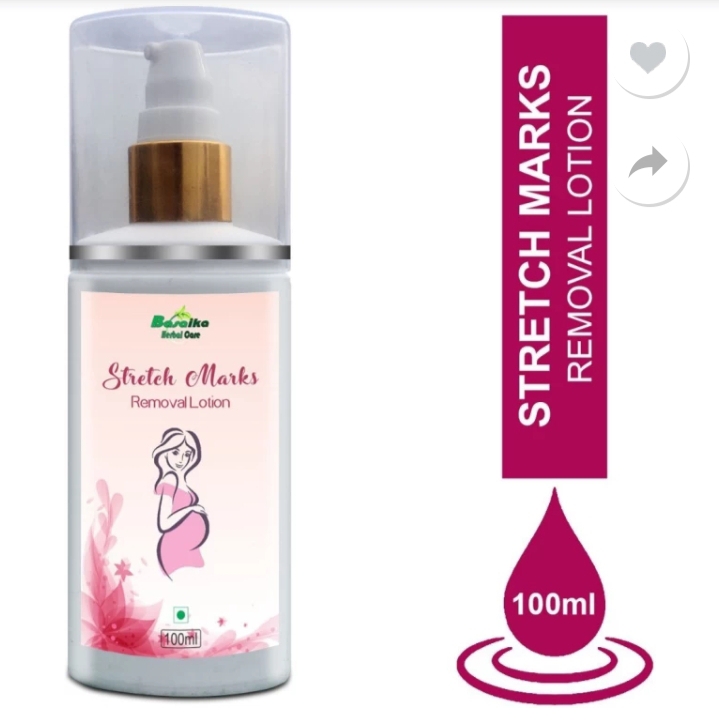 Basaika
Herbal Care
Stretch Marks
Removal Lotion
100ml
STRETCH MARKS
REMOVAL LOTION
100ml